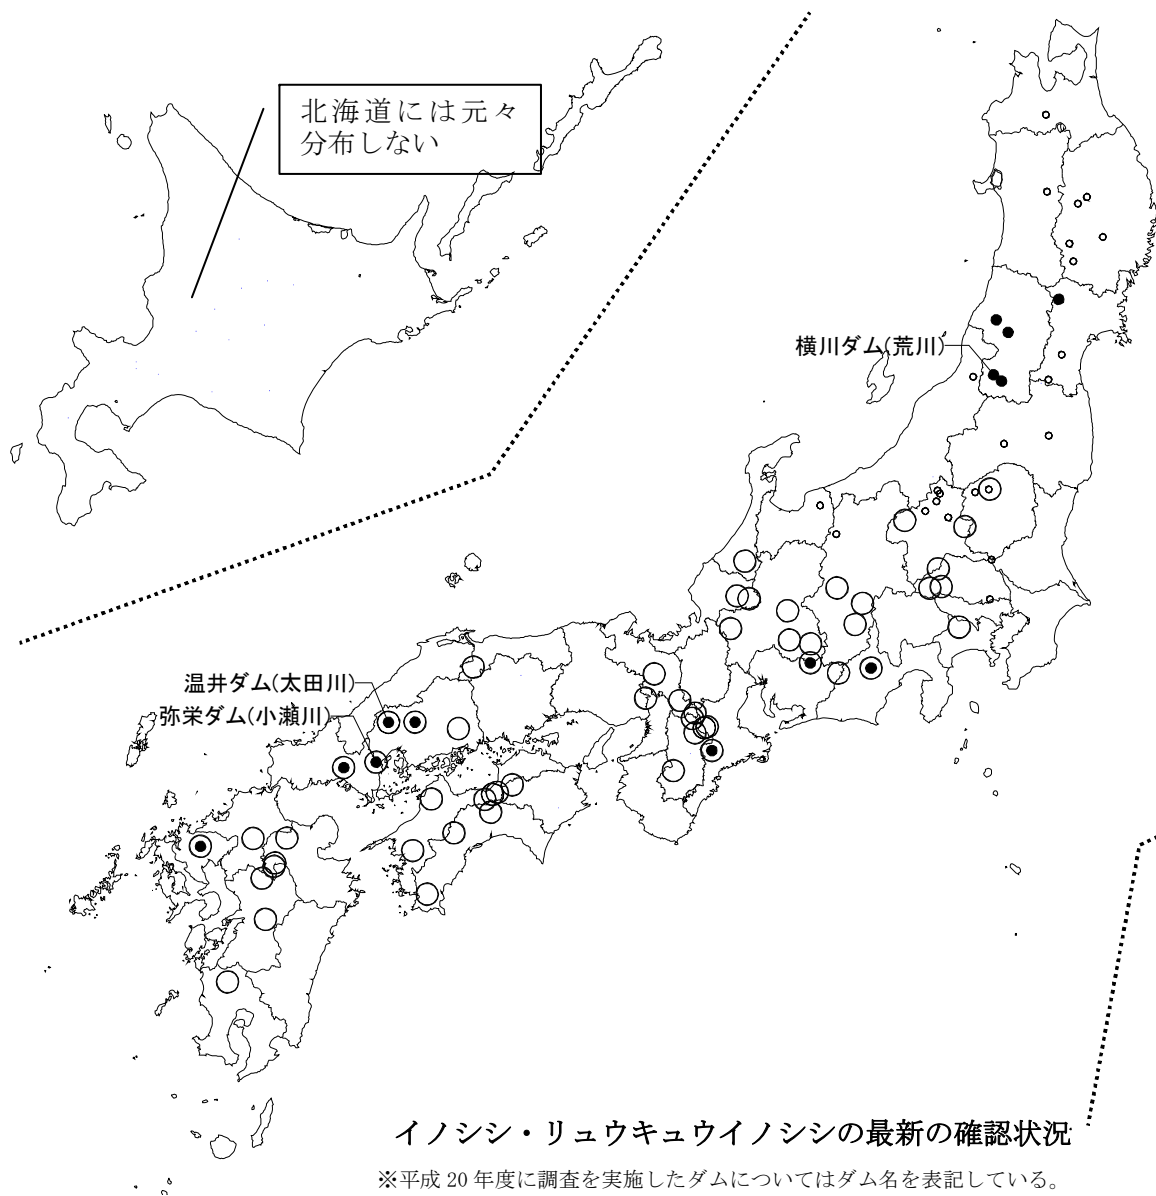 北海道には元々
分布しない
横川ダム(荒川)
温井ダム(太田川)
弥栄ダム(小瀬川)
イノシシ・リュウキュウイノシシの最新の確認状況
※平成 20 年度に調査を実施したダムについてはダム名を表記している。